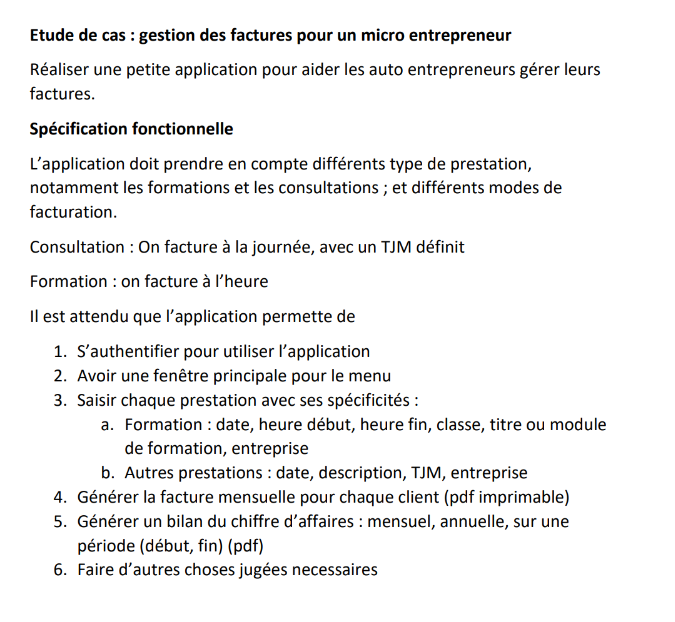 Etude de cas : gestion des factures pour un micro entrepreneur
Réaliser une petite application pour aider les auto entrepreneurs gérer leurs
factures.
Spécification fonctionnelle
L’application doit prendre en compte différents type de prestation,
notamment les formations et les consultations ; et différents modes de
facturation.
Consultation : On facture à la journée, avec un TJM définit
Formation : on facture à l’heure
Il est attendu que l’application permette de
1. S’authentifier pour utiliser l’application
2. Avoir une fenêtre principale pour le menu
3. Saisir chaque prestation avec ses spécificités :
a. Formation : date, heure début, heure fin, classe, titre ou module
de formation, entreprise
b. Autres prestations : date, description, TJM, entreprise
4. Générer la facture mensuelle pour chaque client (pdf imprimable)
5. Générer un bilan du chiffre d’affaires : mensuel, annuelle, sur une
période (début, fin) (pdf)
6. Faire d’autres choses jugées necessaires